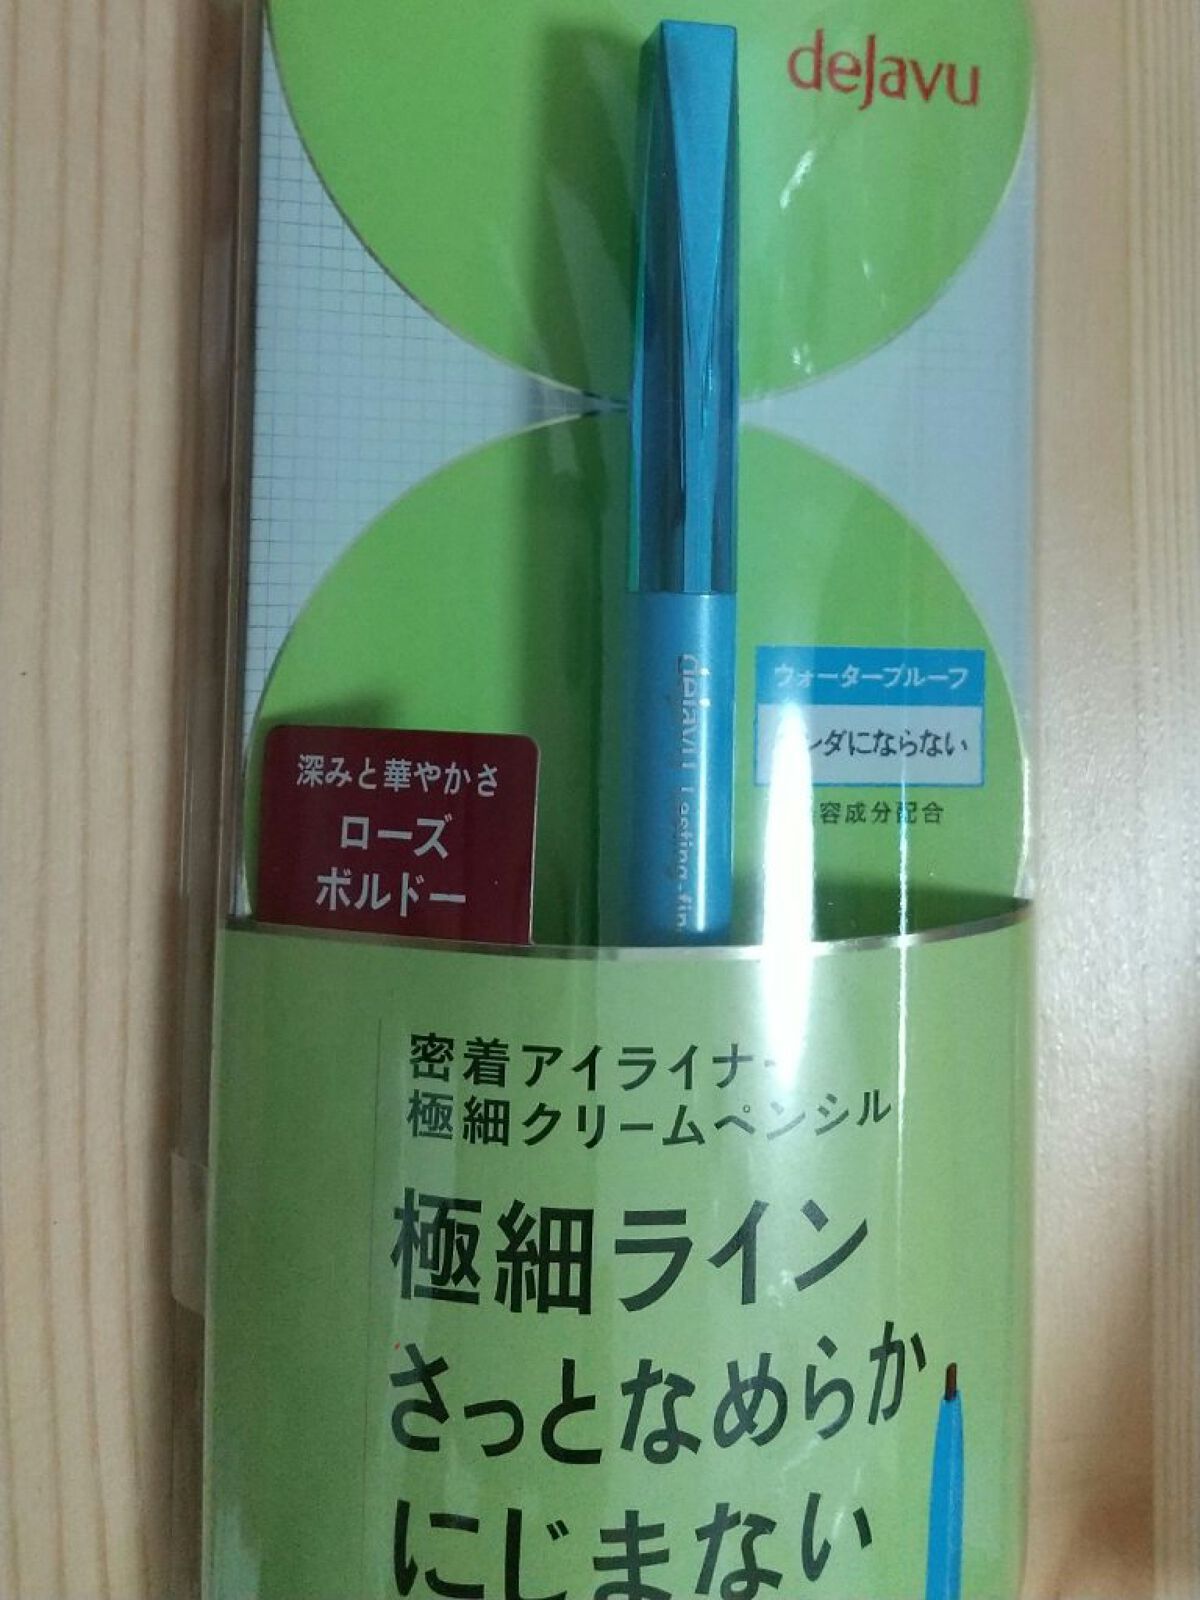 dejavu
dejavu Lasting-fin
ウォータープルーフ
ンダにならない
容成分配合
深みと華やかさ
ローズ
ボルドー
密着アイライナー
極細クリームペンシル
極細ライン
さっとなめらか
にじまない